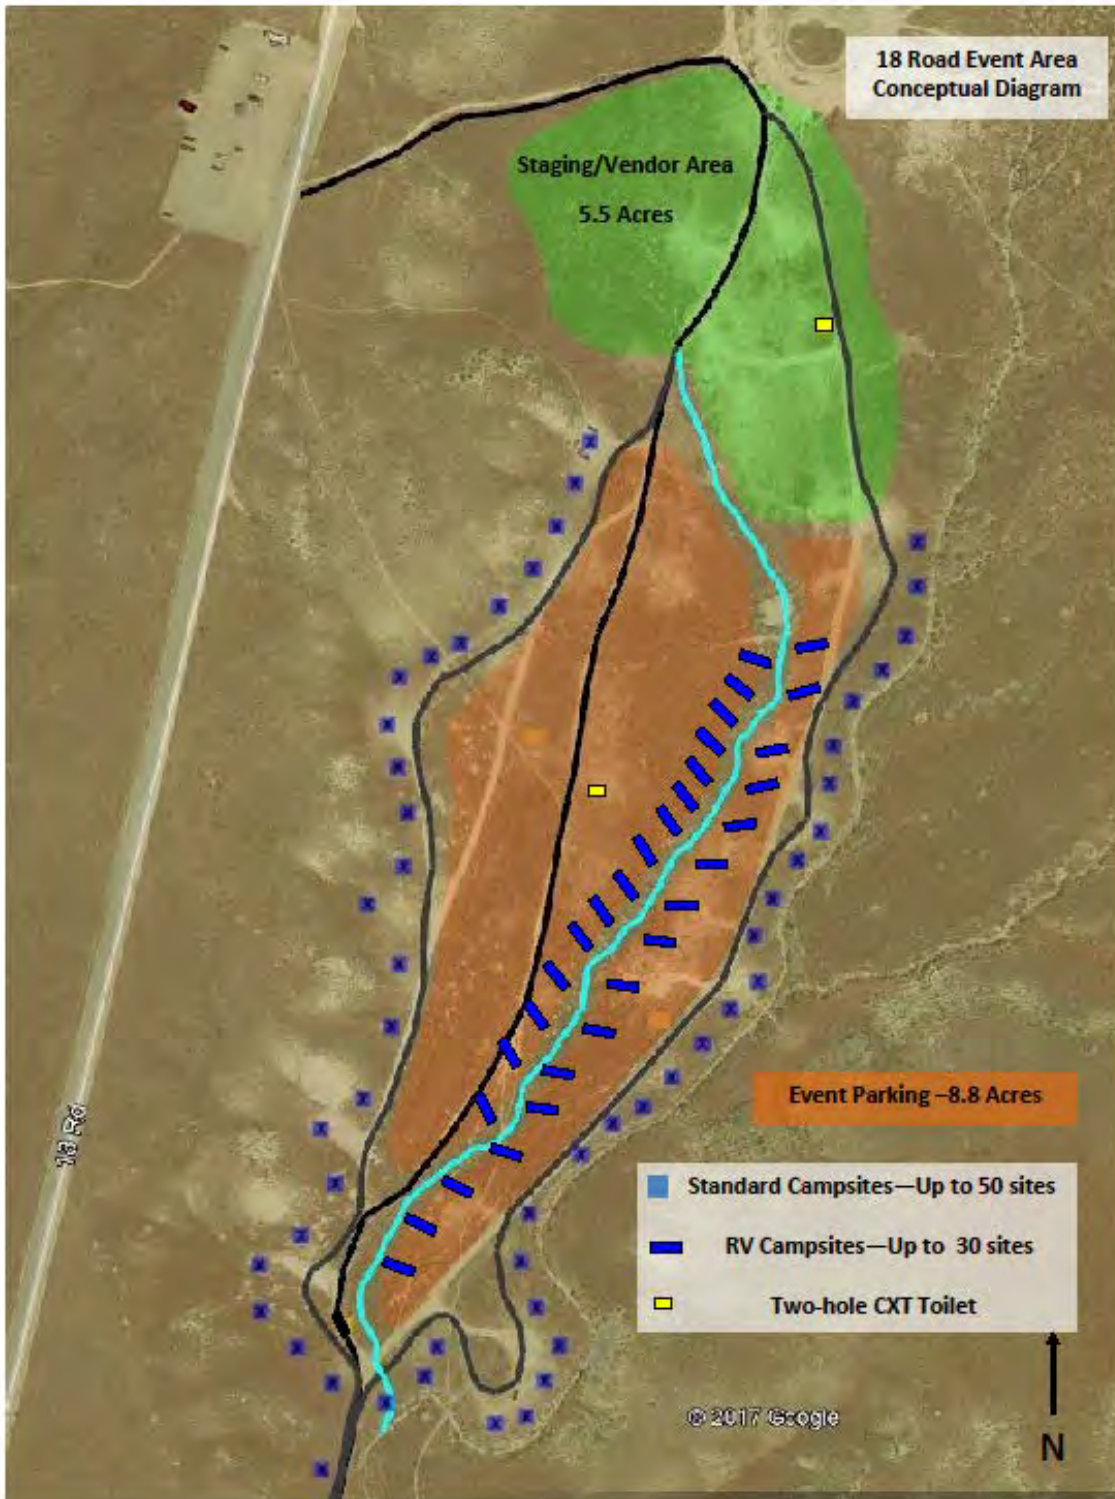 18 Road Event Area
Conceptual Diagram
Staging/Vendor Area
5.5 Acres
18 Rd
Event Parking –8.8 Acres
Standard Campsites—Up to 50 sites
RV Campsites—Up to 30 sites
Two-hole CXT Toilet
© 2017 Google
N